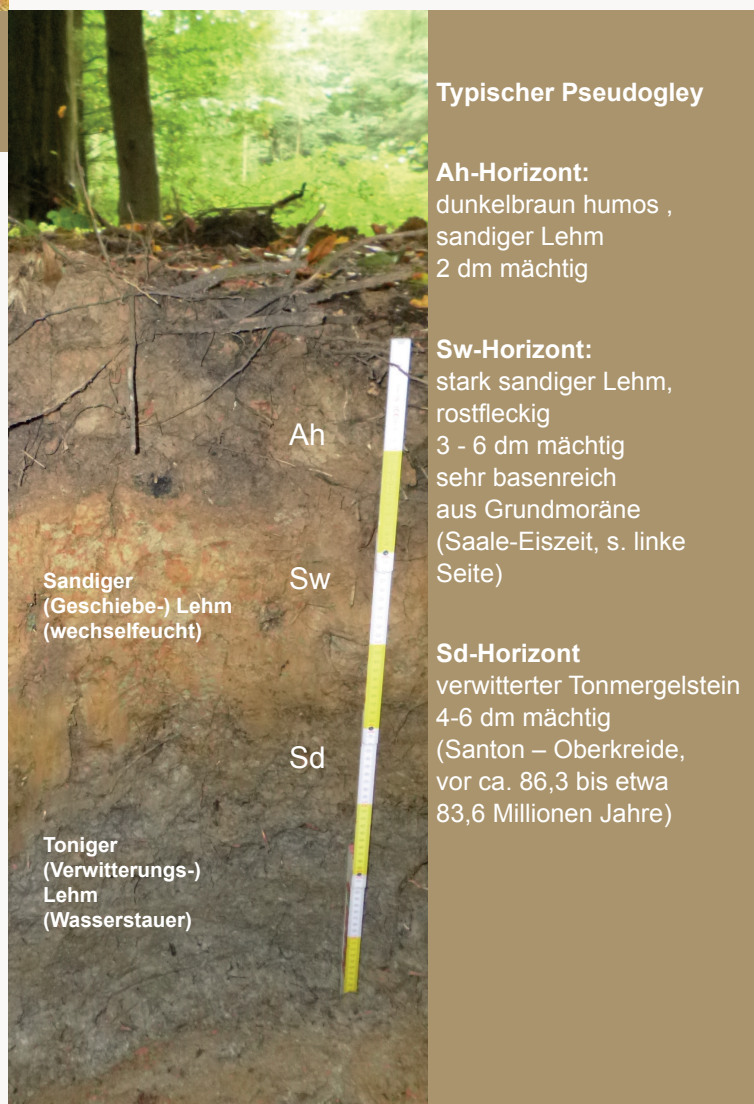 Typischer Pseudogley
Ah-Horizont:
dunkelbraun humos ,
sandiger Lehm
2 dm mächtig
Sw-Horizont:
stark sandiger Lehm,
rostfleckig
3 - 6 dm mächtig
sehr basenreich
aus Grundmoräne
(Saale-Eiszeit, s. linke
Seite)
Sd-Horizont
verwitterter Tonmergelstein
4-6 dm mächtig
(Santon – Oberkreide,
vor ca. 86,3 bis etwa
83,6 Millionen Jahre)
Ah
Sw
Sandiger
(Geschiebe-) Lehm
(wechselfeucht)
Sd
Toniger
(Verwitterungs-)
Lehm
(Wasserstauer)